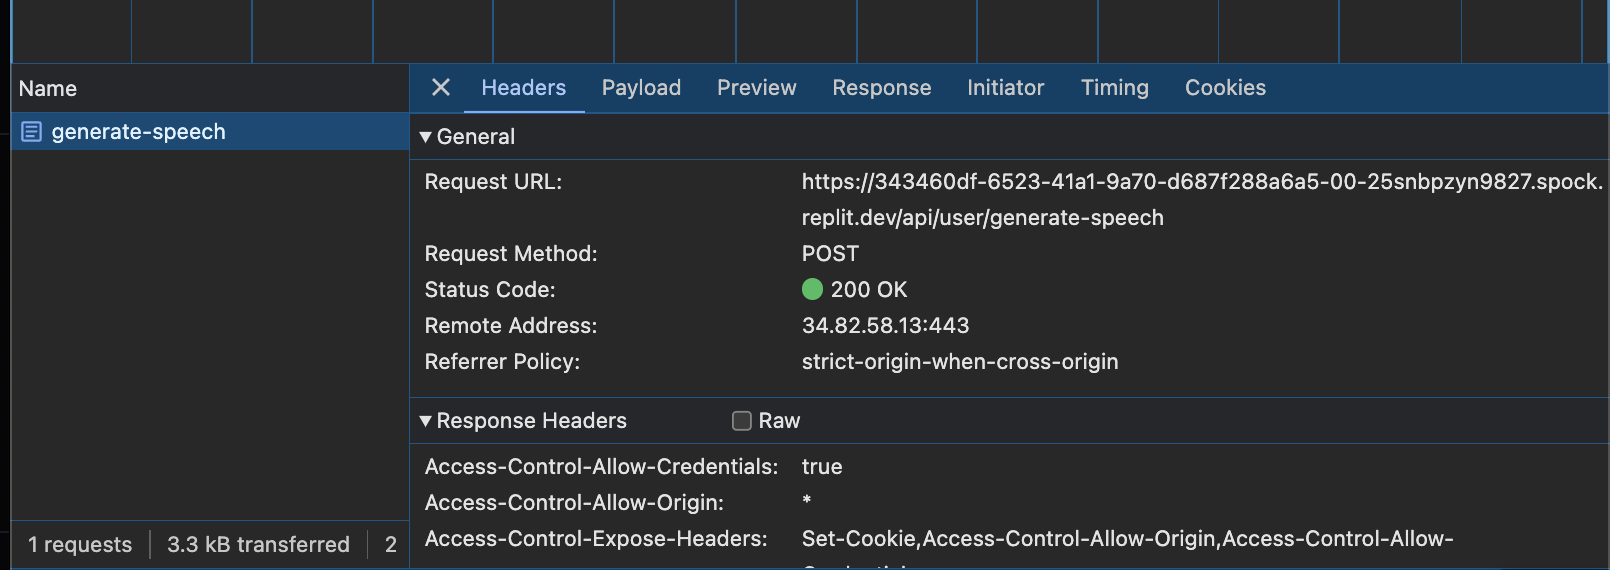 Name
Headers Payload Preview Response Initiator Timing Cookies
generate-speech
General
Request URL: https://343460df-6523-41a1-9a70-d687f288a6a5-00-25snbpzyn9827.spock.
replit.dev/api/user/generate-speech
Request Method: POST
Status Code: 200 OK
Remote Address: 34.82.58.13:443
Referrer Policy: strict-origin-when-cross-origin
Response Headers Raw
Access-Control-Allow-Credentials: true
Access-Control-Allow-Origin: *
Access-Control-Expose-Headers: Set-Cookie,Access-Control-Allow-Origin,Access-Control-Allow-
1 requests 3.3 kB transferred 2